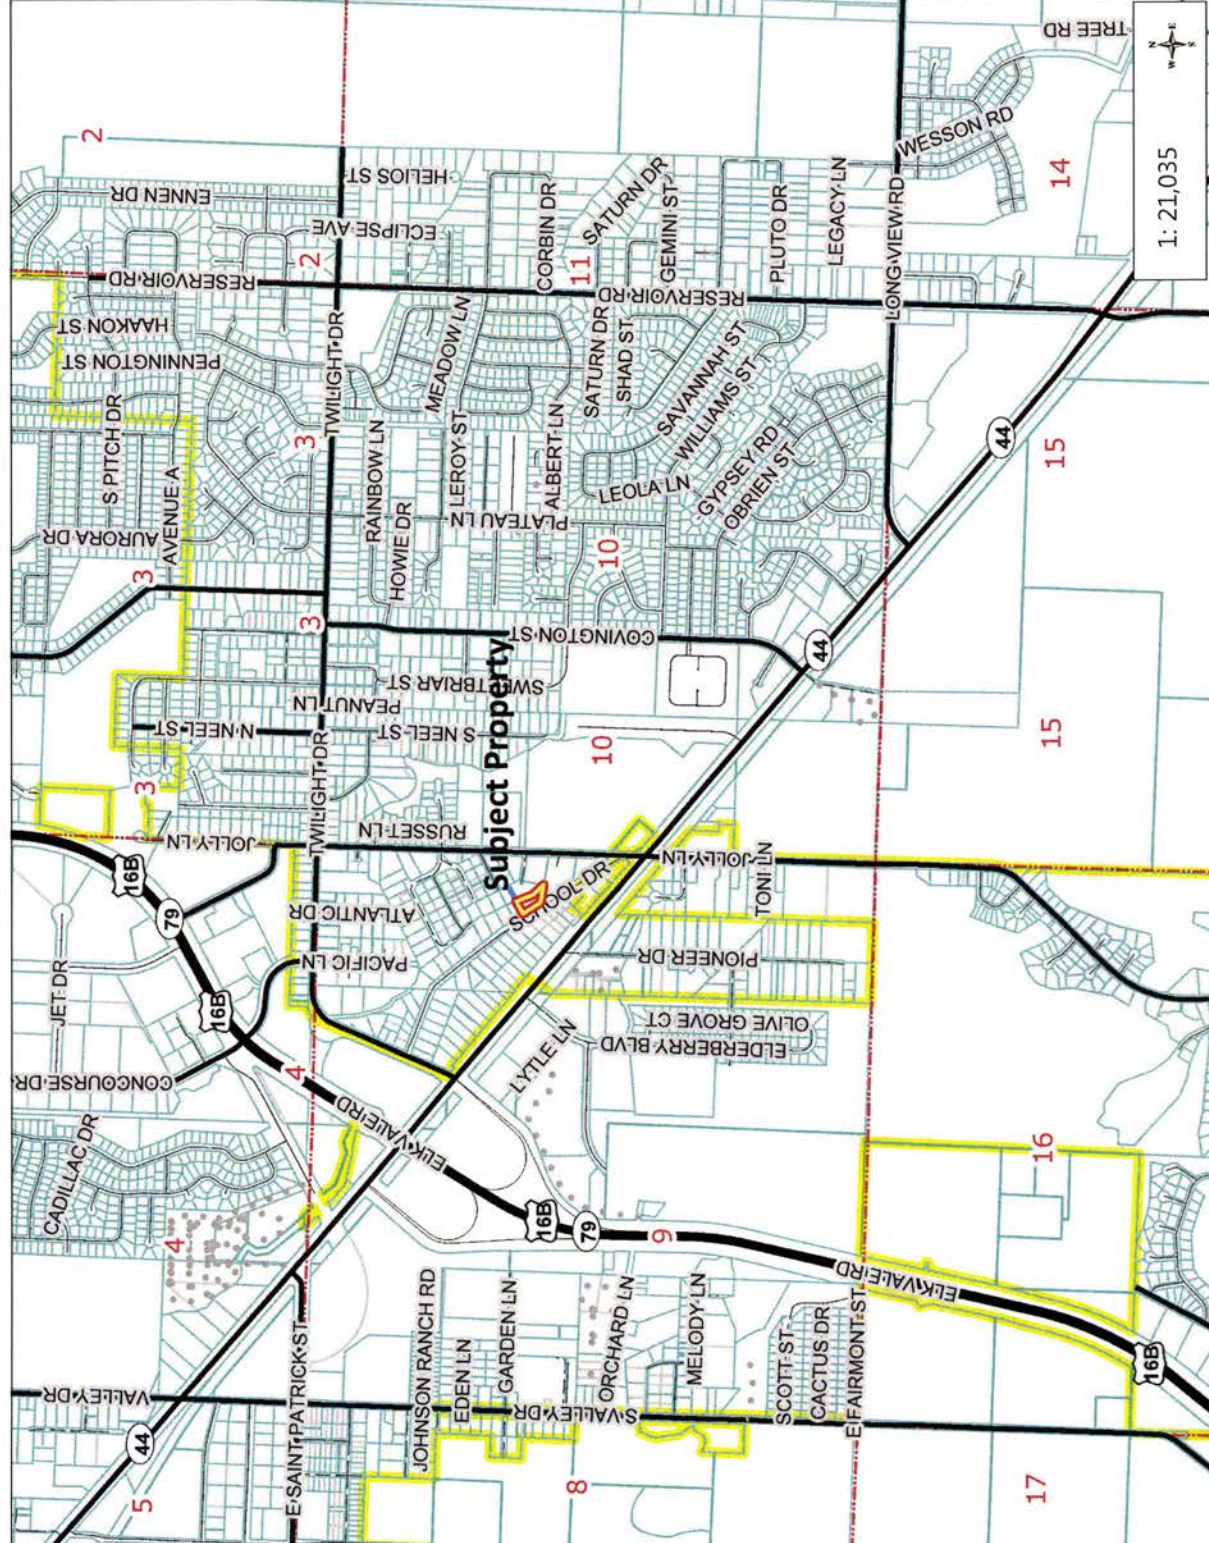 5
44
VALLEY DR
4
CADILLAC DR
CONCOURSE DR
JET DR
79
16B
16B
4
3
JOLLY LN
N NEEL ST
3
AVENUE A
AURORA DR
S PITCH DR
PENNINGTON ST
HAAKON ST
RESERVOIR RD
ENNEN DR
2
2
E SAINT PATRICK ST
PACIFIC LN
ATLANTIC DR
TWILIGHT DR
3
TWILIGHT DR
3
ECLIPSE AVE
HELIOS ST
JOHNSON RANCH RD
EDEN LN
GARDEN LN
ELK VALE RD
RUSSET LN
PEANUT LN
S NEEL ST
SWEETBRIAR ST
HOWIE DR
RAINBOW LN
LEROY ST
MEADOW LN
PLATEAU LN
ALBERT LN
CORBIN DR
Subject Property
SCHOOL DR
COVINGTON ST
8
S VALLEY DR
ORCHARD LN
16B
79
9
LYTLE LN
10
10
11
SATURN DR
SATURN DR
SHAD ST
GEMINI ST
RESERVOIR RD
LEOLA LN
SAVANNAH ST
WILLIAMS ST
GYPSEY RD
OBRIEN ST
PLUTO DR
LEGACY LN
MELODY LN
SCOTT ST
CACTUS DR
E FAIRMONT ST
ELK VALE RD
ELDERBERRY BLVD
OLIVE GROVE CT
PIONEER DR
TONI LN
JOLLY LN
44
LONG VIEW RD
WESSON RD
44
14
15
15
16
17
16B
TREE RD
1: 21,035
N
W
E
S